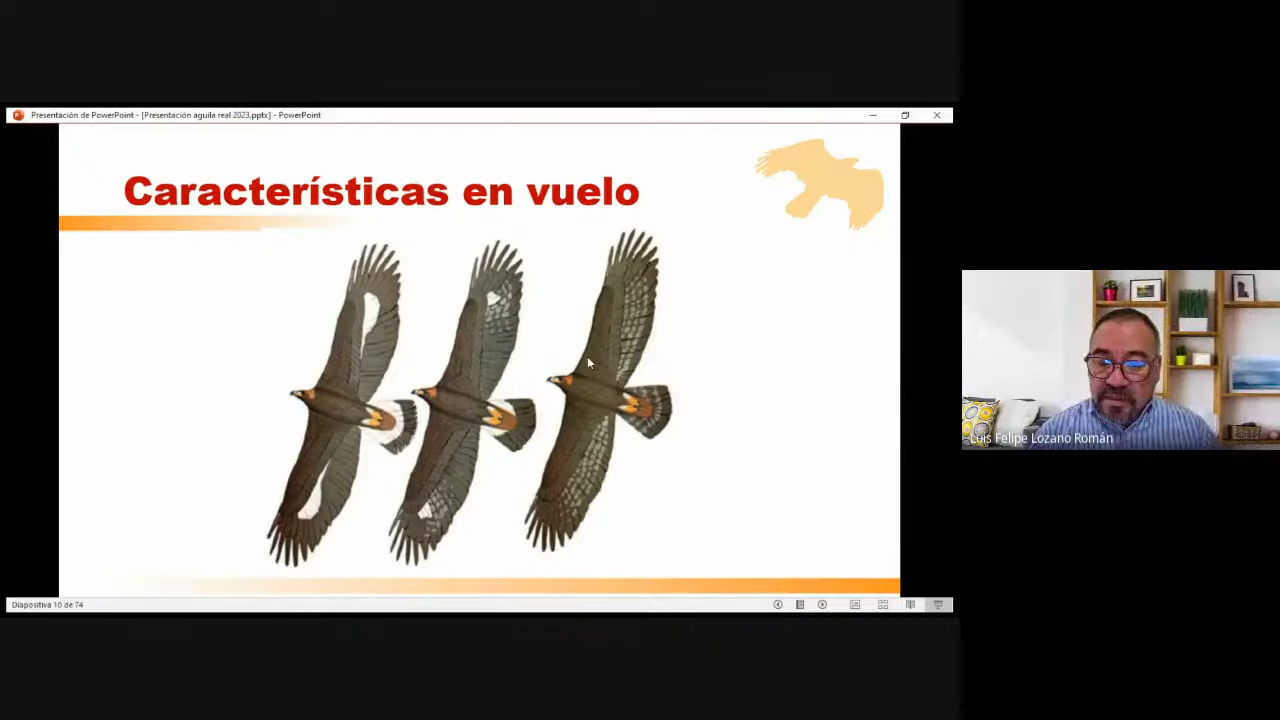 Presentación de PowerPoint - [Presentación aguila real 2023.pptx] - PowerPoint
Características en vuelo
Luis Felipe Lozano Román
Diapositiva 10 de 74